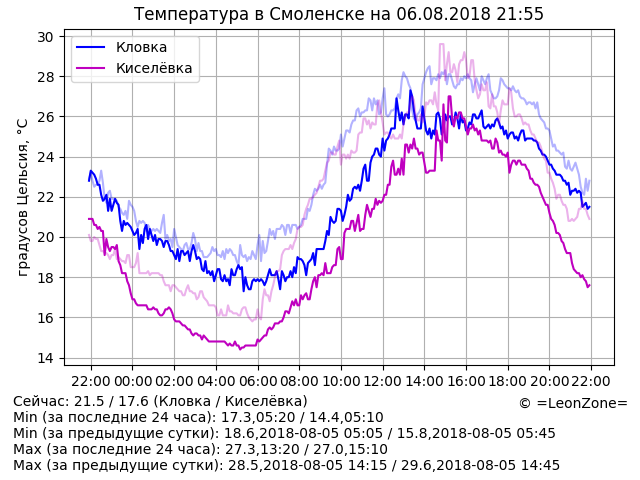 Температура в Смоленске на 06.08.2018 21:55
градусов Цельсия, °C
Кловка
Киселёвка
30
28
26
24
22
20
18
16
14
22:00 00:00 02:00 04:00 06:00 08:00 10:00 12:00 14:00 16:00 18:00 20:00 22:00
Сейчас: 21.5 / 17.6 (Кловка / Киселёвка)
© =LeonZone=
Min (за последние 24 часа): 17.3,05:20 / 14.4,05:10
Min (за предыдущие сутки): 18.6,2018-08-05 05:05 / 15.8,2018-08-05 05:45
Max (за последние 24 часа): 27.3,13:20 / 27.0,15:10
Max (за предыдущие сутки): 28.5,2018-08-05 14:15 / 29.6,2018-08-05 14:45